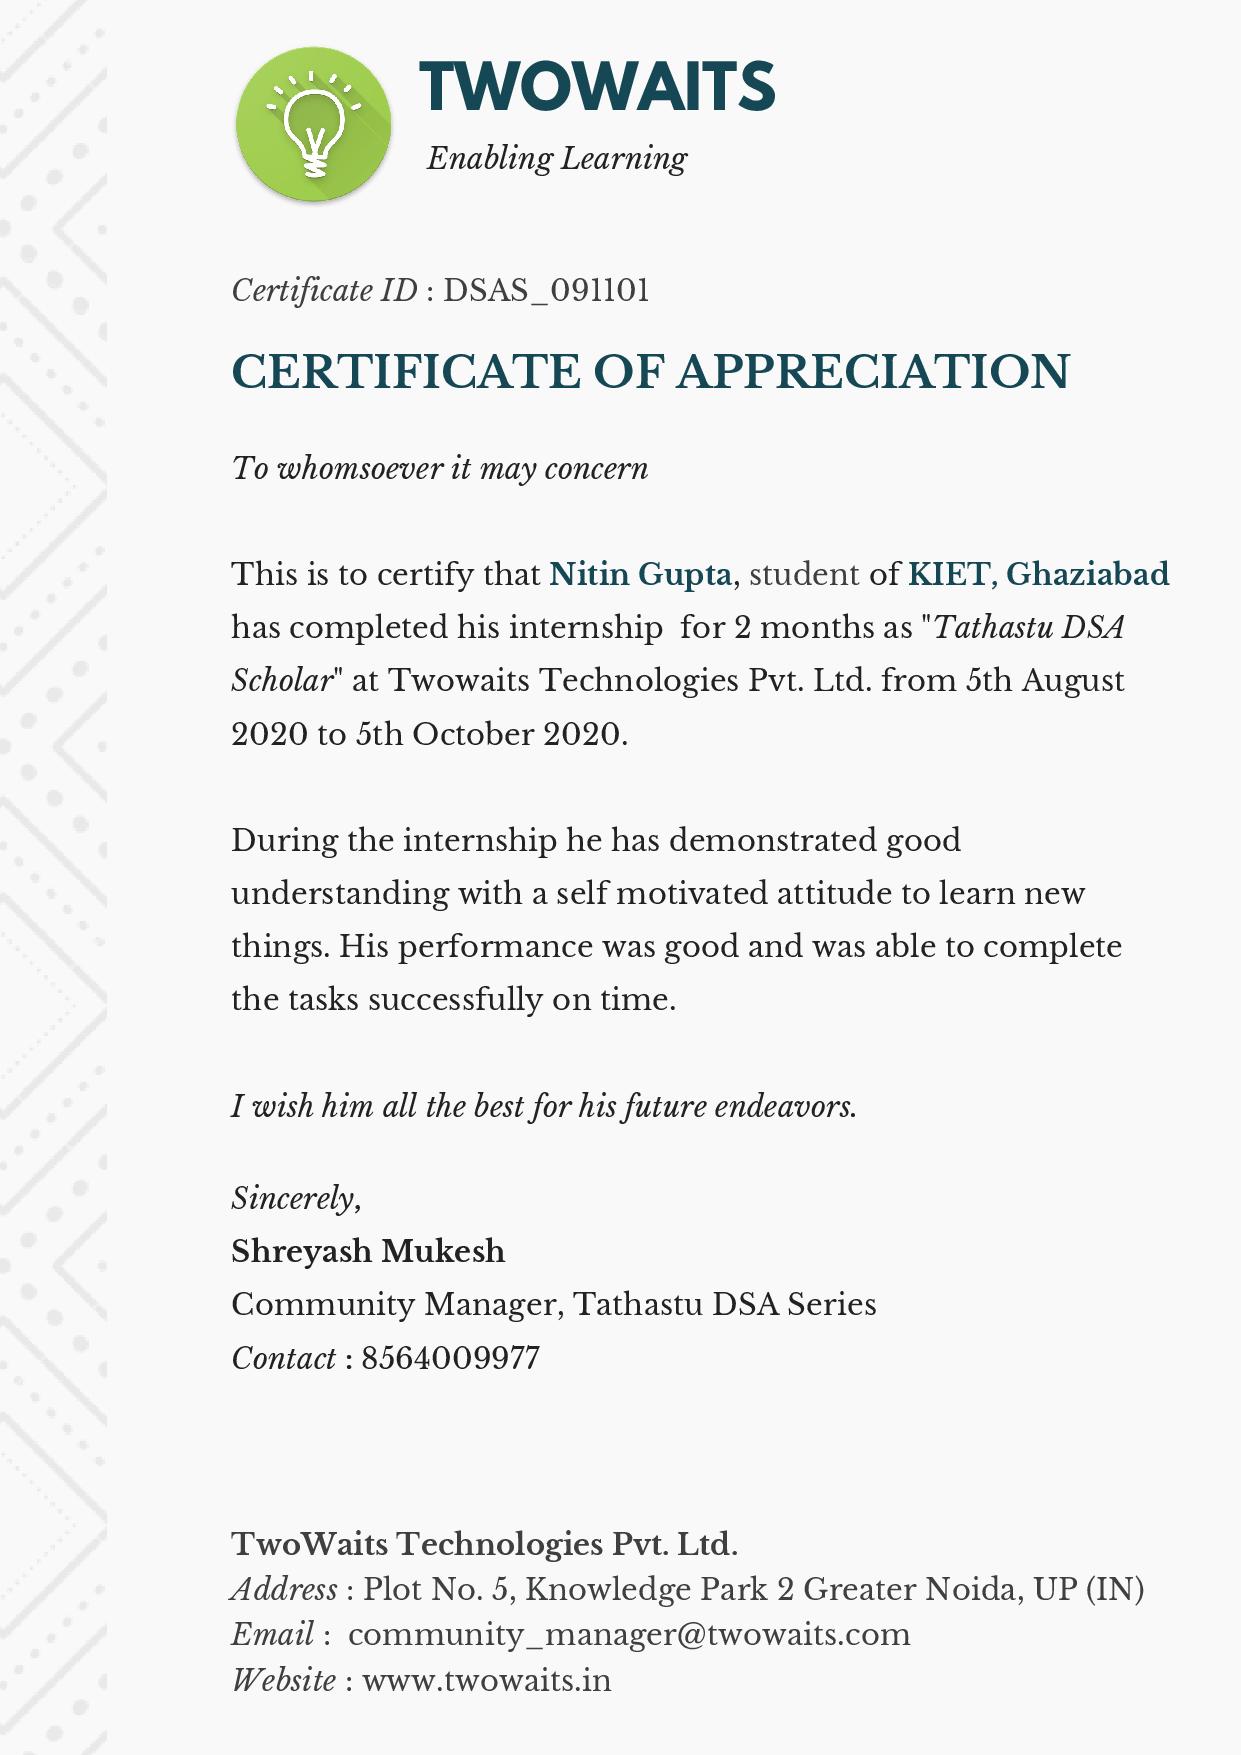 TWOWAITS
Enabling Learning
Certificate ID : DSAS_091101
CERTIFICATE OF APPRECIATION
To whomsoever it may concern
This is to certify that Nitin Gupta, student of KIET, Ghaziabad
has completed his internship for 2 months as "Tathastu DSA
Scholar" at Twowaits Technologies Pvt. Ltd. from 5th August
2020 to 5th October 2020.
During the internship he has demonstrated good
understanding with a self motivated attitude to learn new
things. His performance was good and was able to complete
the tasks successfully on time.
I wish him all the best for his future endeavors.
Sincerely,
Shreyash Mukesh
Community Manager, Tathastu DSA Series
Contact : 8564009977
TwoWaits Technologies Pvt. Ltd.
Address : Plot No. 5, Knowledge Park 2 Greater Noida, UP (IN)
Email : community_manager@twowaits.com
Website : www.twowaits.in